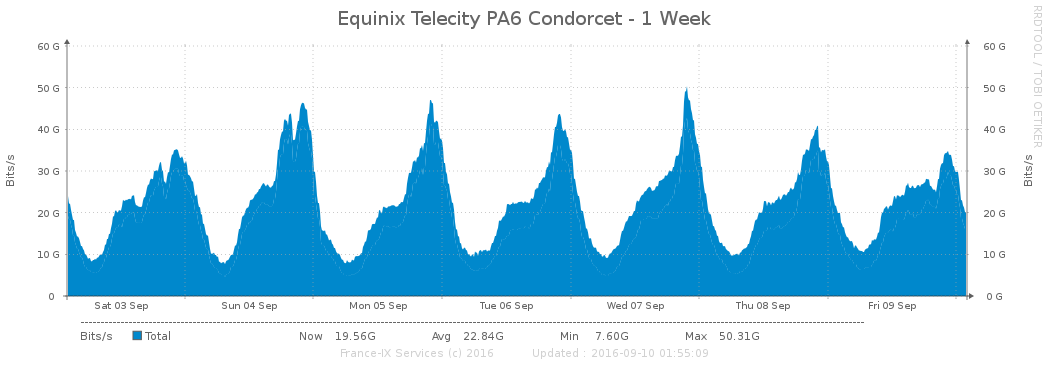 Equinix Telecity PA6 Condorcet - 1 Week
RRDTOOL / TOBI OETIKER
Bits/s
60 G 60 G
50 G 50 G
40 G 40 G
30 G 30 G
20 G 20 G
10 G 10 G
0 0 G
Bits/s
Sat 03 Sep Sun 04 Sep Mon 05 Sep Tue 06 Sep Wed 07 Sep Thu 08 Sep Fri 09 Sep
Bits/s Total Now 19.56G Avg 22.84G Min 7.60G Max 50.31G
France-IX Services (c) 2016 Updated : 2016-09-10 01:55:09